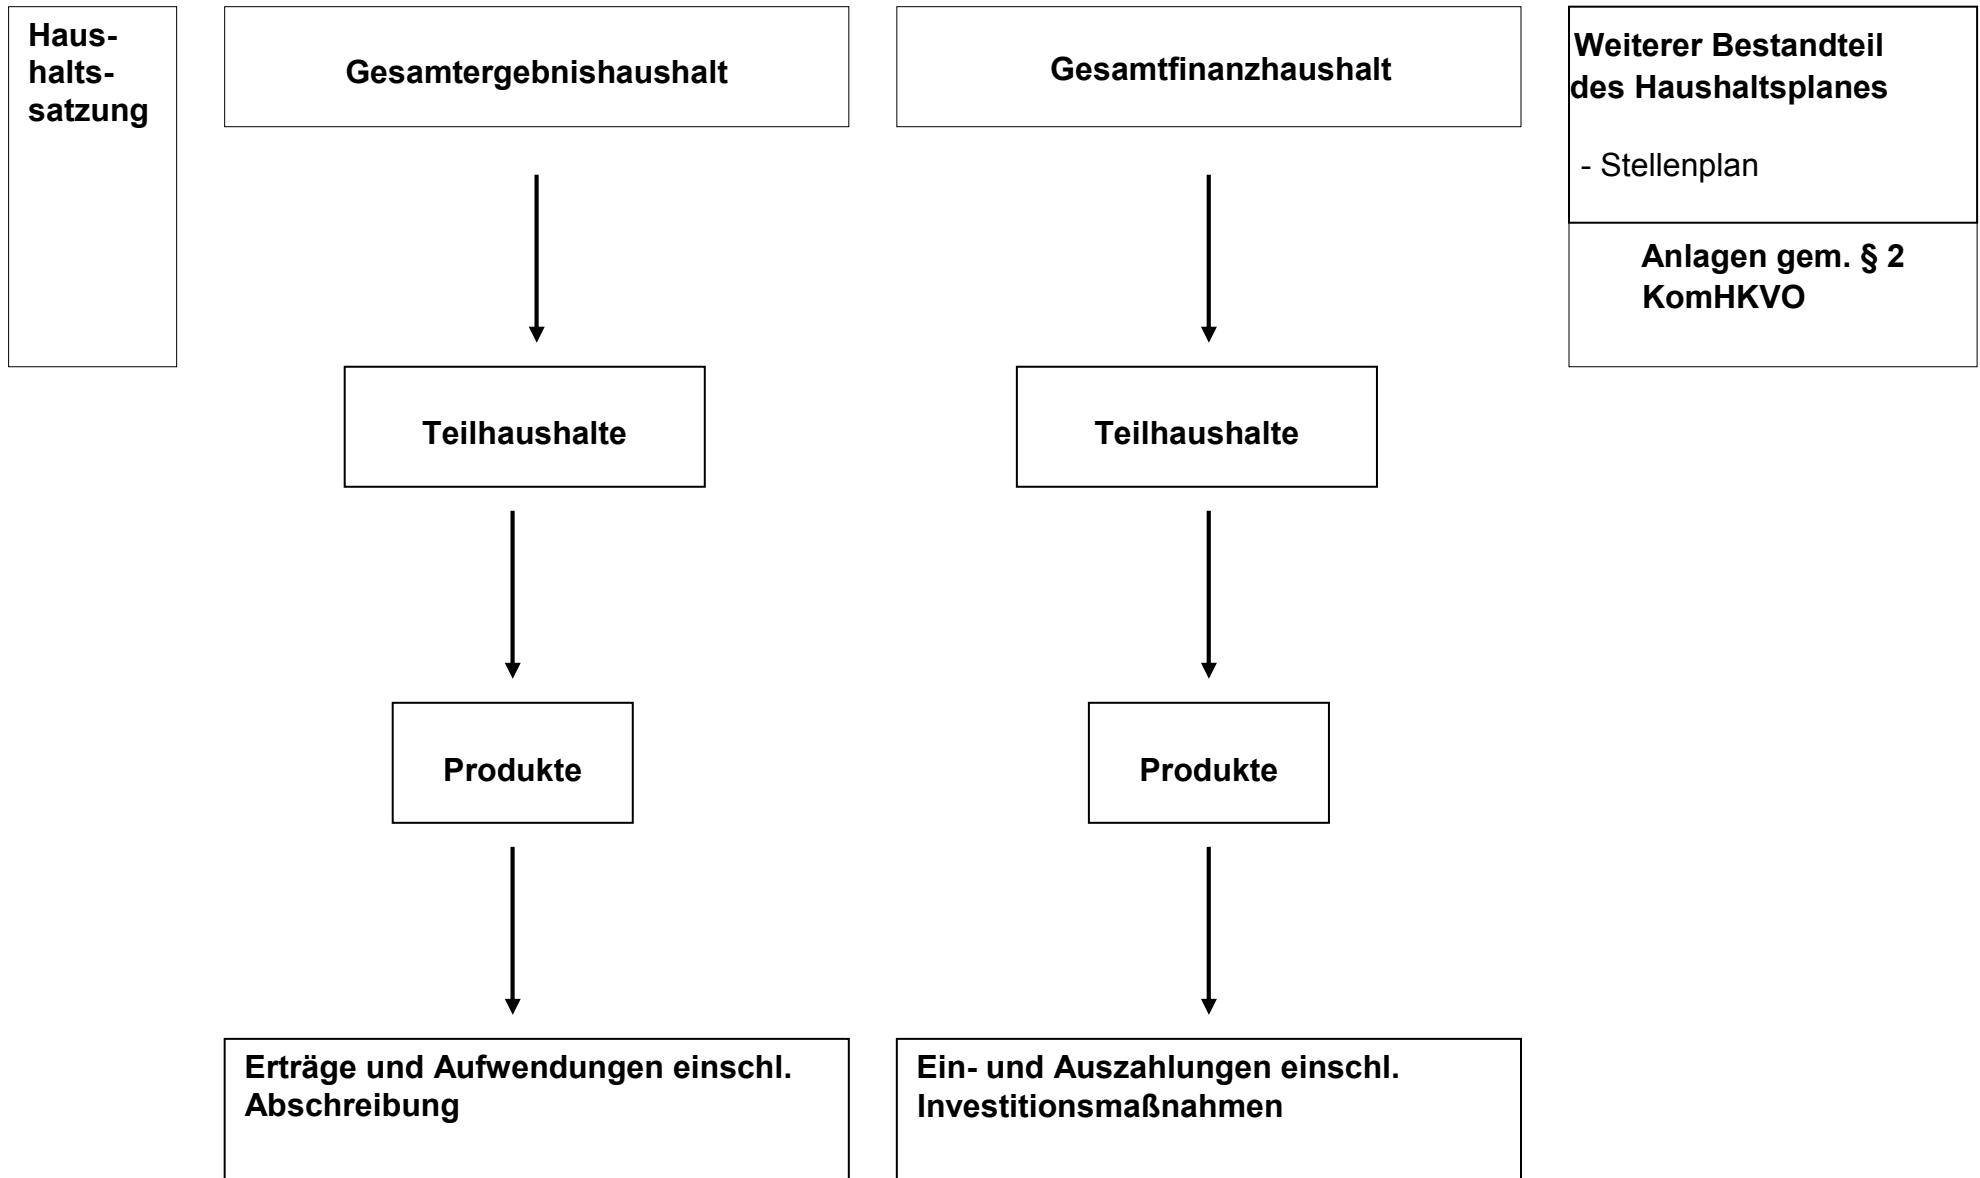 Haus-
halts-
satzung
Gesamtergebnishaushalt
Gesamtfinanzhaushalt
Weiterer Bestandteil
des Haushaltsplanes
- Stellenplan
Anlagen gem. § 2
KomHKVO
Teilhaushalte
Teilhaushalte
Produkte
Produkte
Erträge und Aufwendungen einschl.
Abschreibung
Ein- und Auszahlungen einschl.
Investitionsmaßnahmen